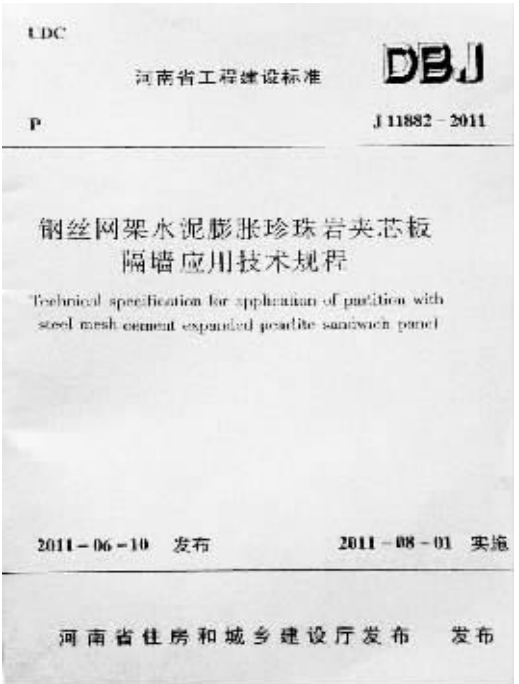 UDC
DBJ
河南省工程建设标准
P
J 11882-2011
钢丝网架水泥膨胀珍珠岩夹芯板
隔墙应用技术规程
Technical specification for application of partition with
steel mesh cement expanded pearlite sandwich panel
2011-06-10 发布
2011-08-01 实施
河南省住房和城乡建设厅发布 发布